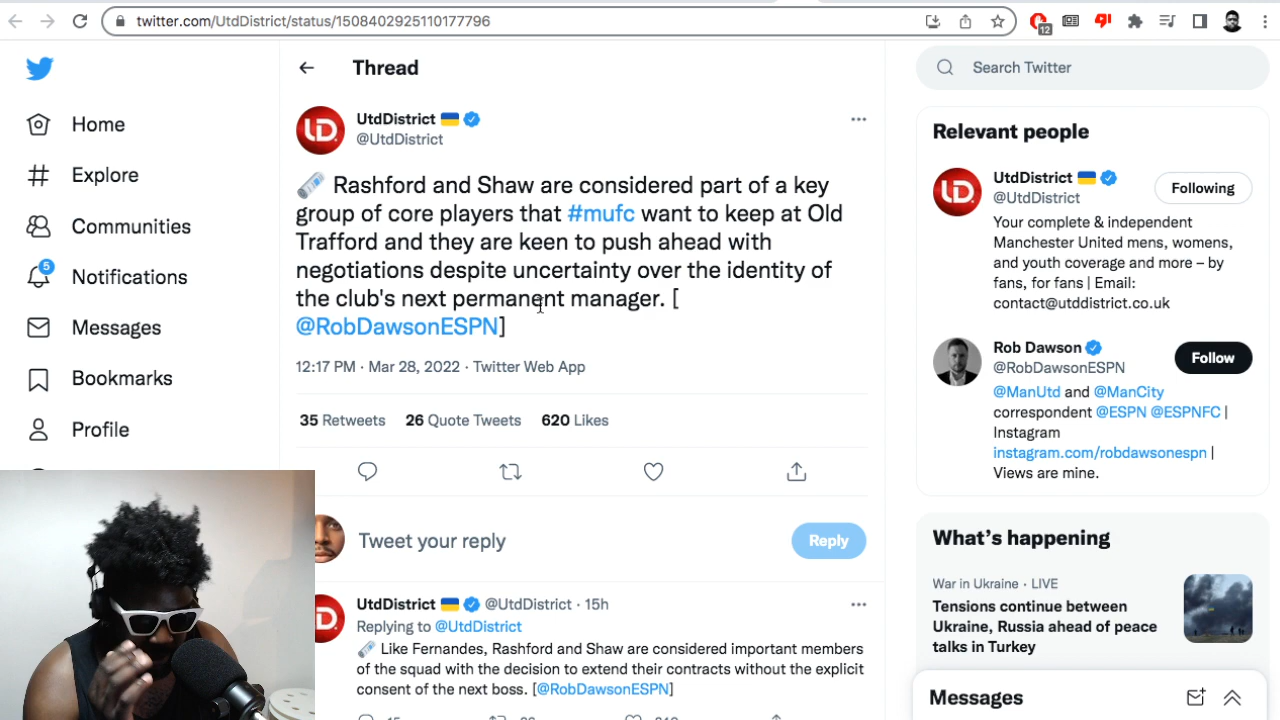 twitter.com/UtdDistrict/status/1508402925110177796
12
Home
Explore
Communities
5
Notifications
Messages
Bookmarks
Profile
Thread
UtdDistrict
@UtdDistrict
Rashford and Shaw are considered part of a key
group of core players that #mufc want to keep at Old
Trafford and they are keen to push ahead with
negotiations despite uncertainty over the identity of
the club's next permanent manager. [
@RobDawsonESPN]
12:17 PM · Mar 28, 2022 · Twitter Web App
35 Retweets 26 Quote Tweets 620 Likes
Tweet your reply
Reply
UtdDistrict @UtdDistrict · 15h
Replying to @UtdDistrict
Like Fernandes, Rashford and Shaw are considered important members
of the squad with the decision to extend their contracts without the explicit
consent of the next boss. [@RobDawsonESPN]
Search Twitter
Relevant people
UtdDistrict
@UtdDistrict
Following
Your complete & independent
Manchester United mens, womens,
and youth coverage and more – by
fans, for fans | Email:
contact@utddistrict.co.uk
Rob Dawson
@RobDawsonESPN
Follow
@ManUtd and @ManCity
correspondent @ESPN @ESPNFC |
Instagram
instagram.com/robdawsonespn |
Views are mine.
What's happening
War in Ukraine · LIVE
Tensions continue between
Ukraine, Russia ahead of peace
talks in Turkey
Messages